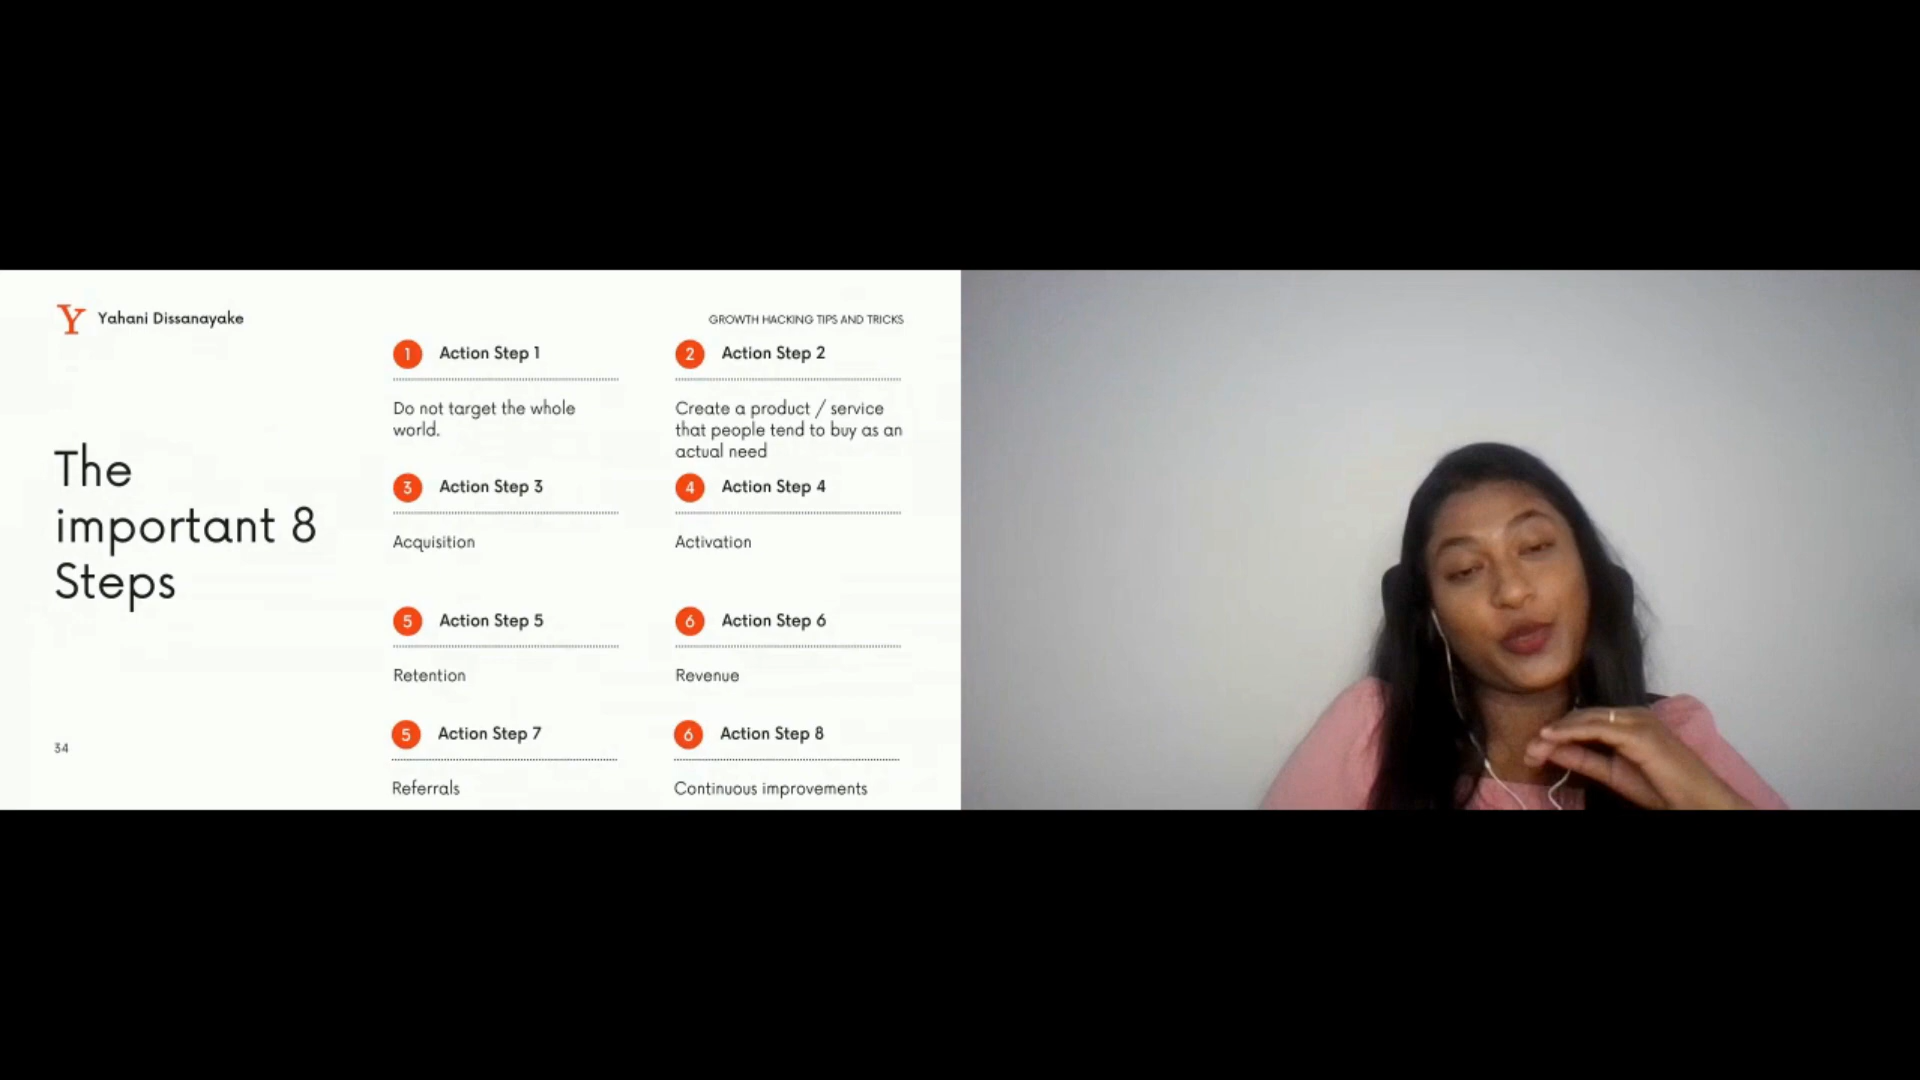 Y Yahani Dissanayake
GROWTH HACKING TIPS AND TRICKS
The
important 8
Steps
1 Action Step 1
Do not target the whole
world.
2 Action Step 2
Create a product / service
that people tend to buy as an
actual need
3 Action Step 3
Acquisition
4 Action Step 4
Activation
5 Action Step 5
Retention
6 Action Step 6
Revenue
5 Action Step 7
Referrals
6 Action Step 8
Continuous improvements
34